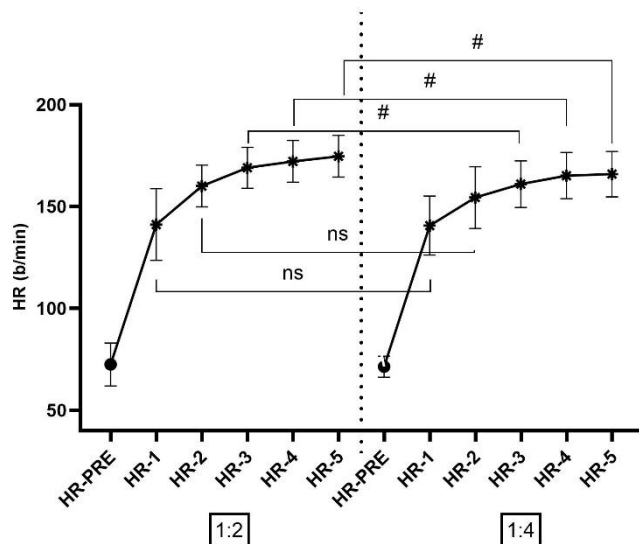 #
#
#
200
150
100
50
HR (b/min)
ns
ns
HR-PRE
HR-1
HR-2
HR-3
HR-4
HR-5
HR-PRE
HR-1
HR-2
HR-3
HR-4
HR-5
1:2
1:4